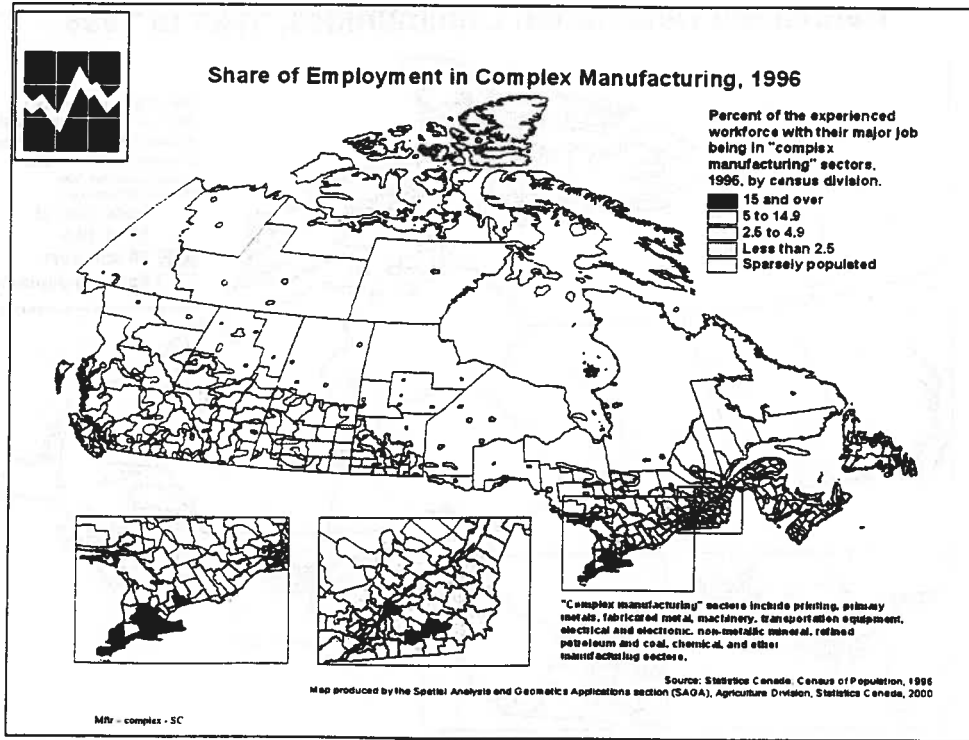 Share of Employment in Complex Manufacturing, 1996
Percent of the experienced
workforce with their major job
being in "complex
manufacturing" sectors,
1996, by census division.
15 and over
5 to 14.9
2.5 to 4.9
Less than 2.5
Sparsely populated
"Complex manufacturing" sectors include printing, primary
metals, fabricated metal, machinery, transportation equipment,
electrical and electronic, non-metallic mineral, refined
petroleum and coal, chemical, and other
manufacturing sectors.
Source: Statistics Canada. Census of Population, 1996
Map produced by the Spatial Analysis and Geomatics Applications section (SAGA), Agriculture Division, Statistics Canada, 2000
Mftr - complex - SC